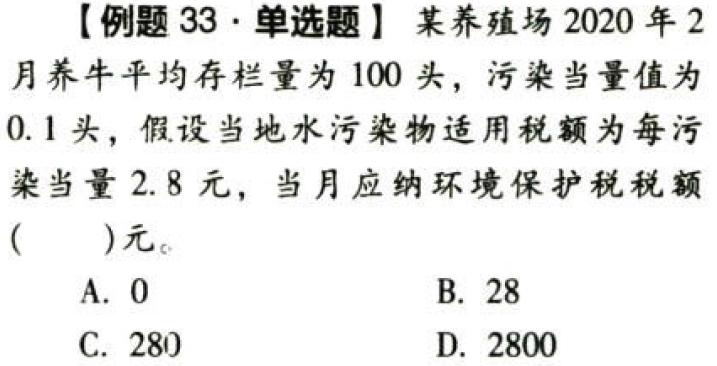 【例题 33·单选题】 某养殖场 2020 年 2
月养牛平均存栏量为 100 头，污染当量值为
0.1 头，假设当地水污染物适用税额为每污
染当量 2.8 元，当月应纳环境保护税税额
(　　)元。
A. 0　　B. 28
C. 280　　D. 2800